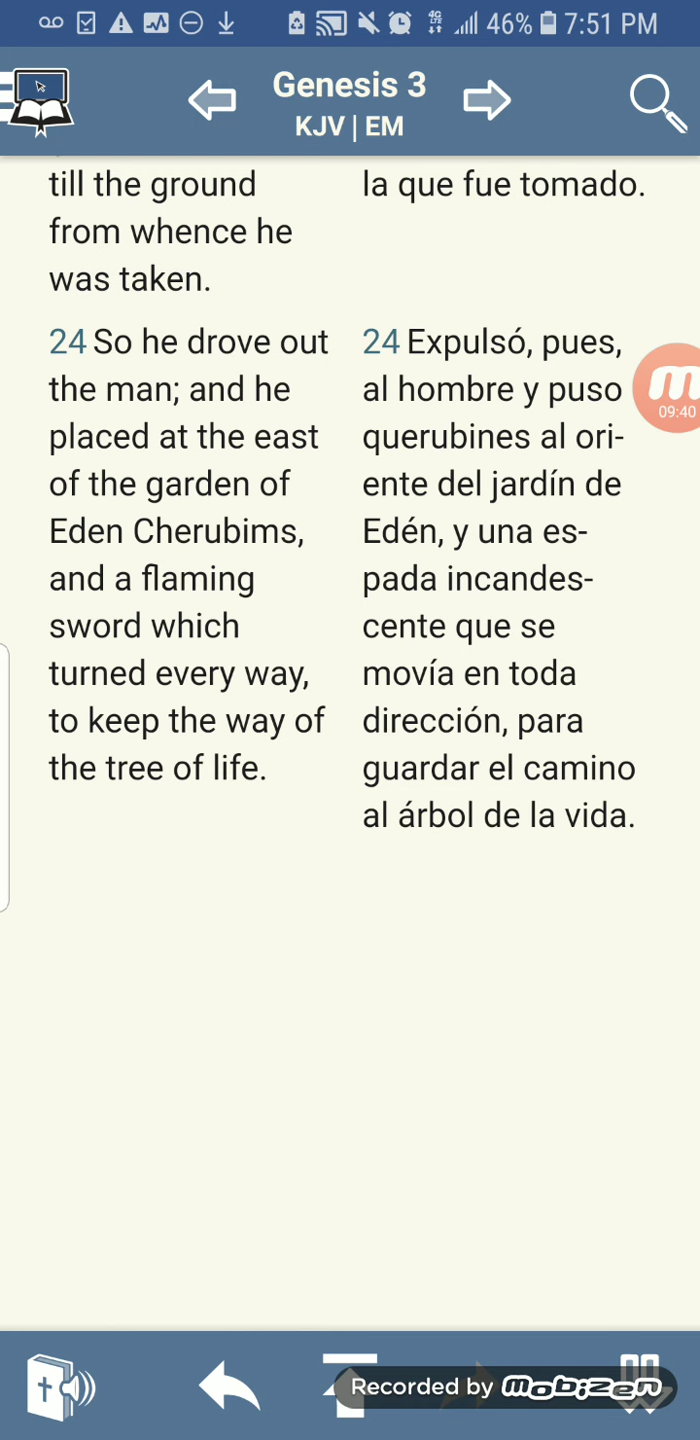 46% 7:51 PM
Genesis 3
KJV | EM
till the ground
from whence he
was taken.
24 So he drove out
the man; and he
placed at the east
of the garden of
Eden Cherubims,
and a flaming
sword which
turned every way,
to keep the way of
the tree of life.
la que fue tomado.
24 Expulsó, pues,
al hombre y puso
querubines al ori-
ente del jardín de
Edén, y una es-
pada incandes-
cente que se
movía en toda
dirección, para
guardar el camino
al árbol de la vida.
m
09:40
Recorded by mobizen